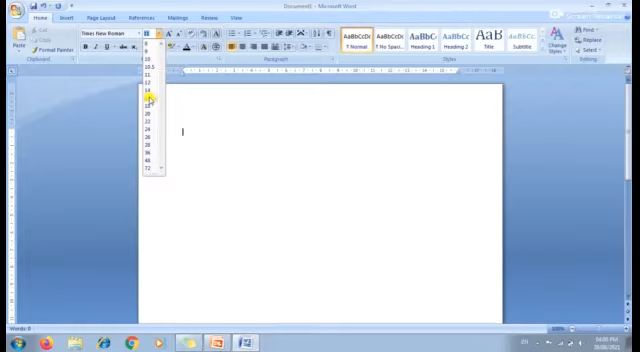 Document1 - Microsoft Word
Home Insert Page Layout References Mailings Review View
Paste
Cut
Copy
Format Painter
Clipboard
Times New Roman
Paragraph
AaBbCcDc AaBbCcDc AaBbC AaBbCc AaB AaBbCc
¶ Normal ¶ No Spaci... Heading 1 Heading 2 Title Subtitle
Change Styles
Styles
Find
Replace
Select
Editing
8
9
10
10.5
11
12
14
18
20
22
24
26
28
36
48
72
Words: 0
100%
EN